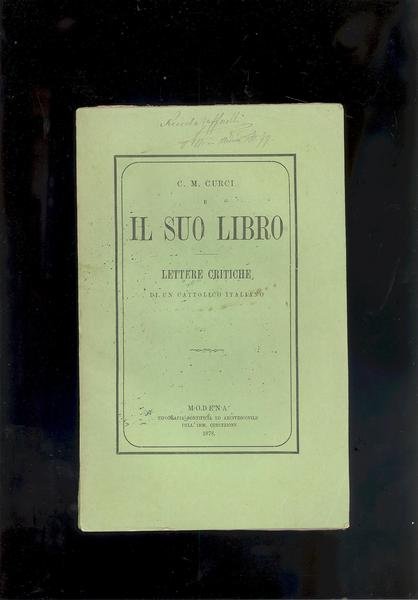 C. M. CURCI
E
IL SUO LIBRO
LETTERE CRITICHE
DI UN CATTOLICO ITALIANO
MODENA
TIPOGRAFIA PONTIFICIA ED ARCIVESCOVILE
DELL' IMM. CONCEZIONE
1878.